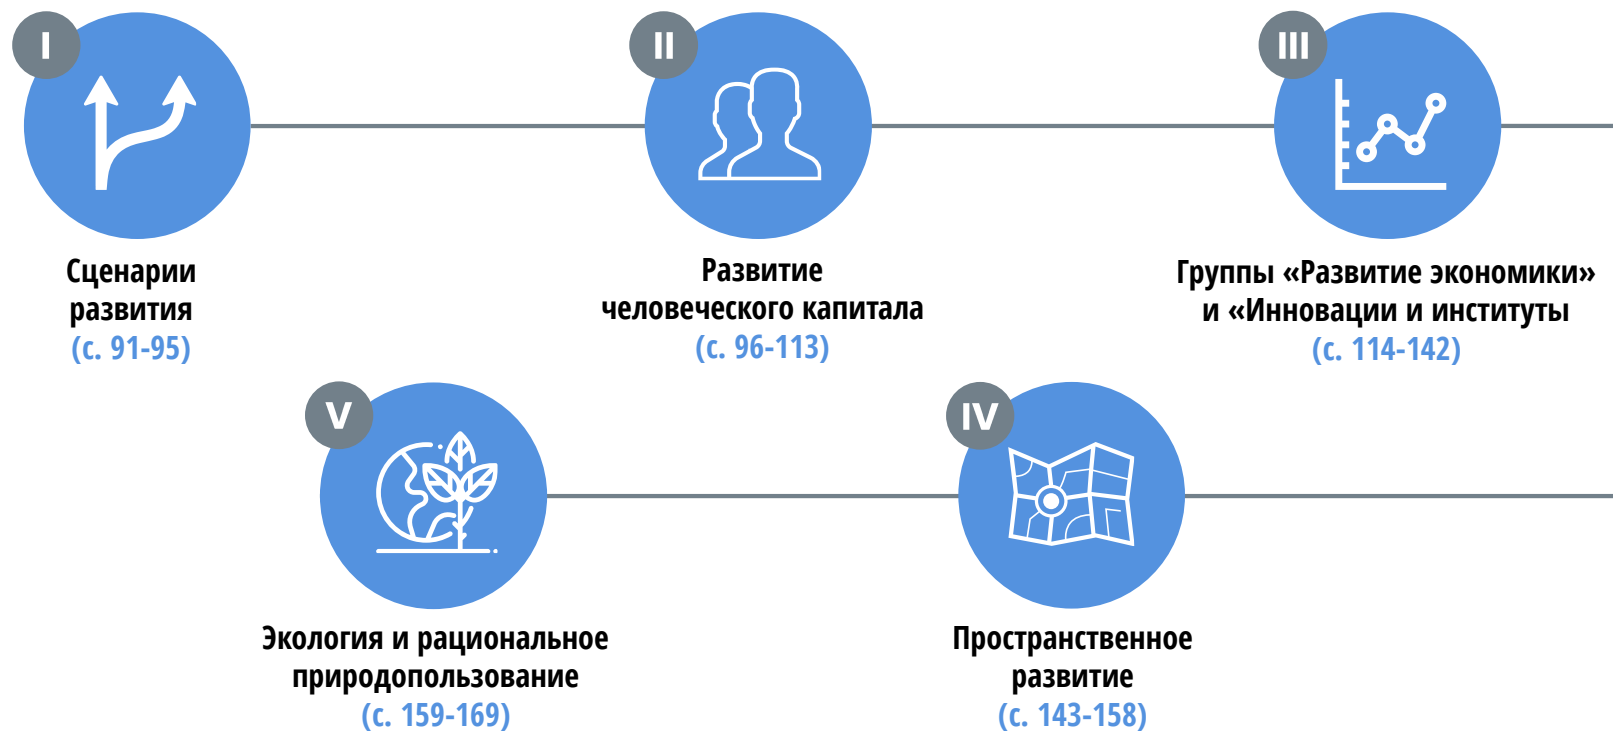 I
Сценарии
развития
(с. 91-95)
II
Развитие
человеческого капитала
(с. 96-113)
III
Группы «Развитие экономики»
и «Инновации и институты
(с. 114-142)
V
Экология и рациональное
природопользование
(с. 159-169)
IV
Пространственное
развитие
(с. 143-158)